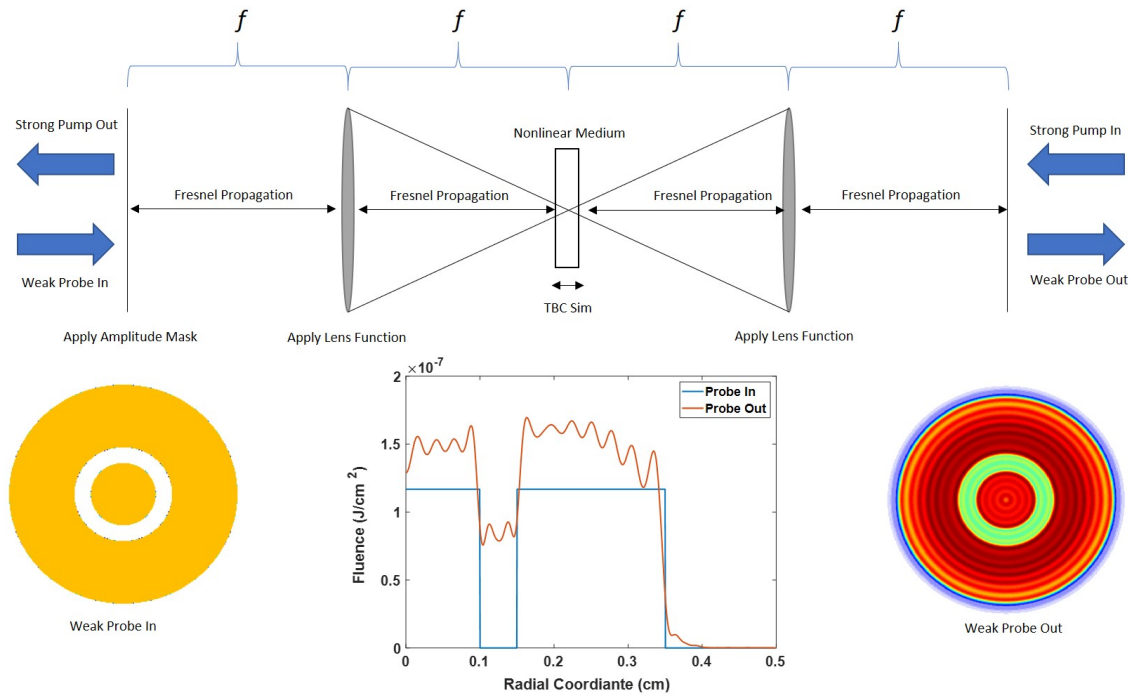 f f f f
Strong Pump Out
Nonlinear Medium
Strong Pump In
Fresnel Propagation Fresnel Propagation Fresnel Propagation Fresnel Propagation
Weak Probe In
Weak Probe Out
TBC Sim
Apply Amplitude Mask Apply Lens Function Apply Lens Function
×10^-7
2
1.5
1
0.5
0
Fluence (J/cm^2)
Probe In
Probe Out
0 0.1 0.2 0.3 0.4 0.5
Radial Coordiante (cm)
Weak Probe In
Weak Probe Out